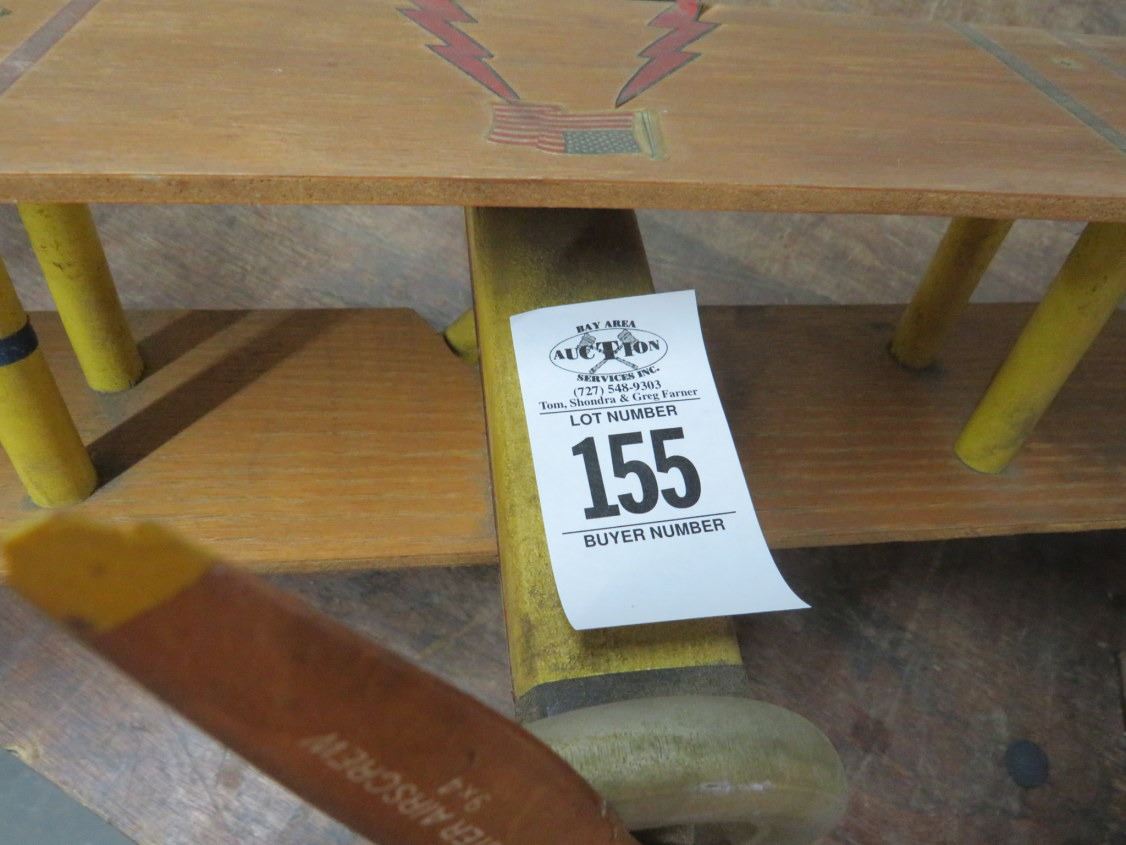 BAY AREA
AUCTION
SERVICES INC.
(727) 548-9303
Tom, Shondra & Greg Farner
LOT NUMBER
155
BUYER NUMBER
AIRSCREW
9x4